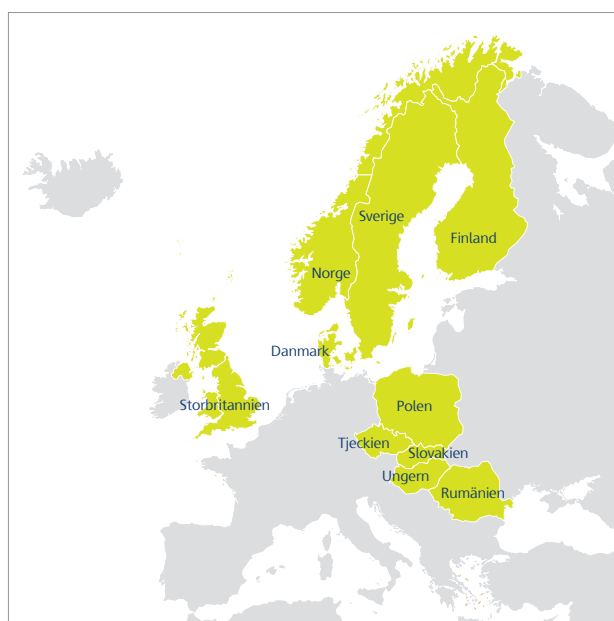 Sverige
Finland
Norge
Danmark
Storbritannien
Polen
Tjeckien
Slovakien
Ungern
Rumänien